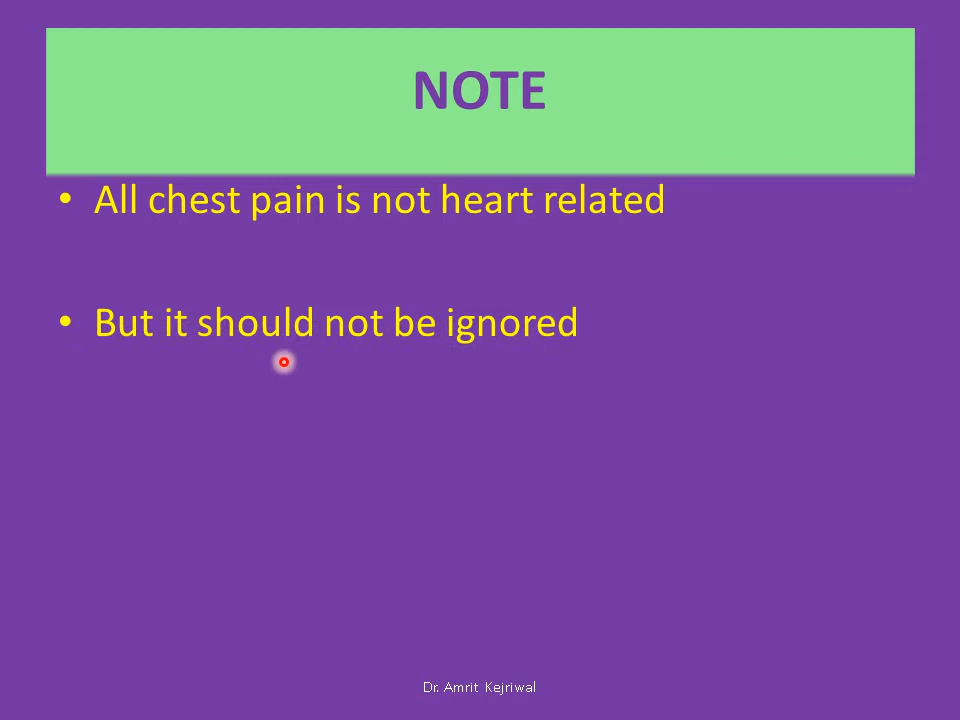 NOTE
• All chest pain is not heart related
• But it should not be ignored
Dr. Amrit Kejriwal